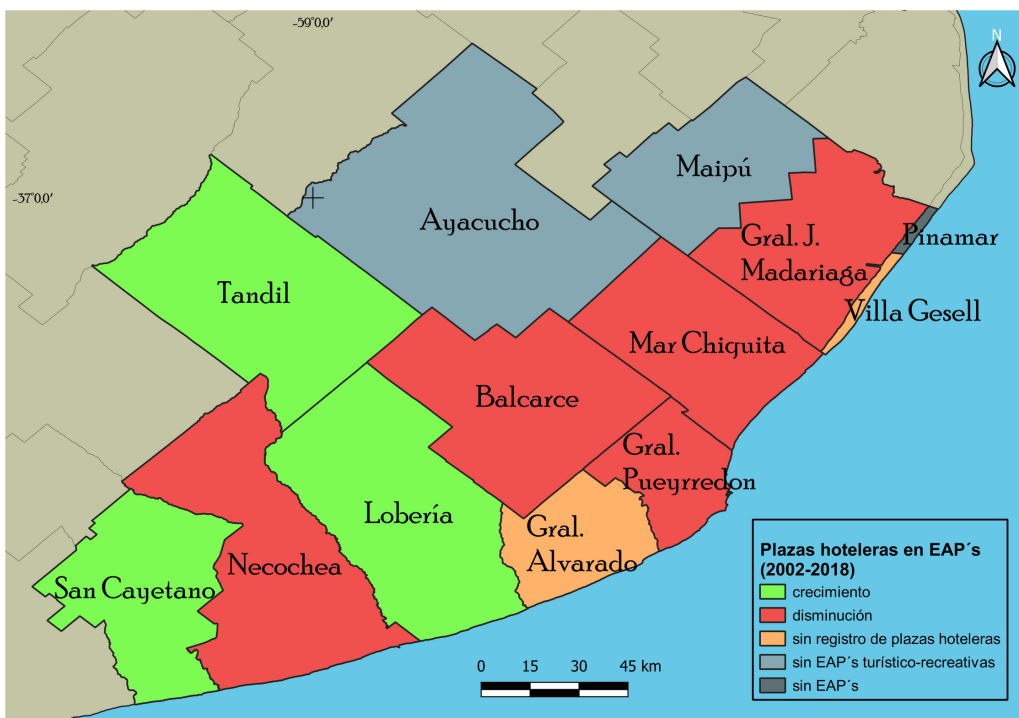 -59°0,0'
N
-37°0,0'
Maipú
Ayacucho
Gral. J.
Madariaga
Pinamar
Tandil
Villa Gesell
Mar Chiquita
Balcarce
Gral.
Pueyrredon
Lobería
Gral.
Alvarado
Necochea
San Cayetano
Plazas hoteleras en EAP´s
(2002-2018)
crecimiento
disminución
sin registro de plazas hoteleras
sin EAP´s turístico-recreativas
sin EAP´s
0 15 30 45 km